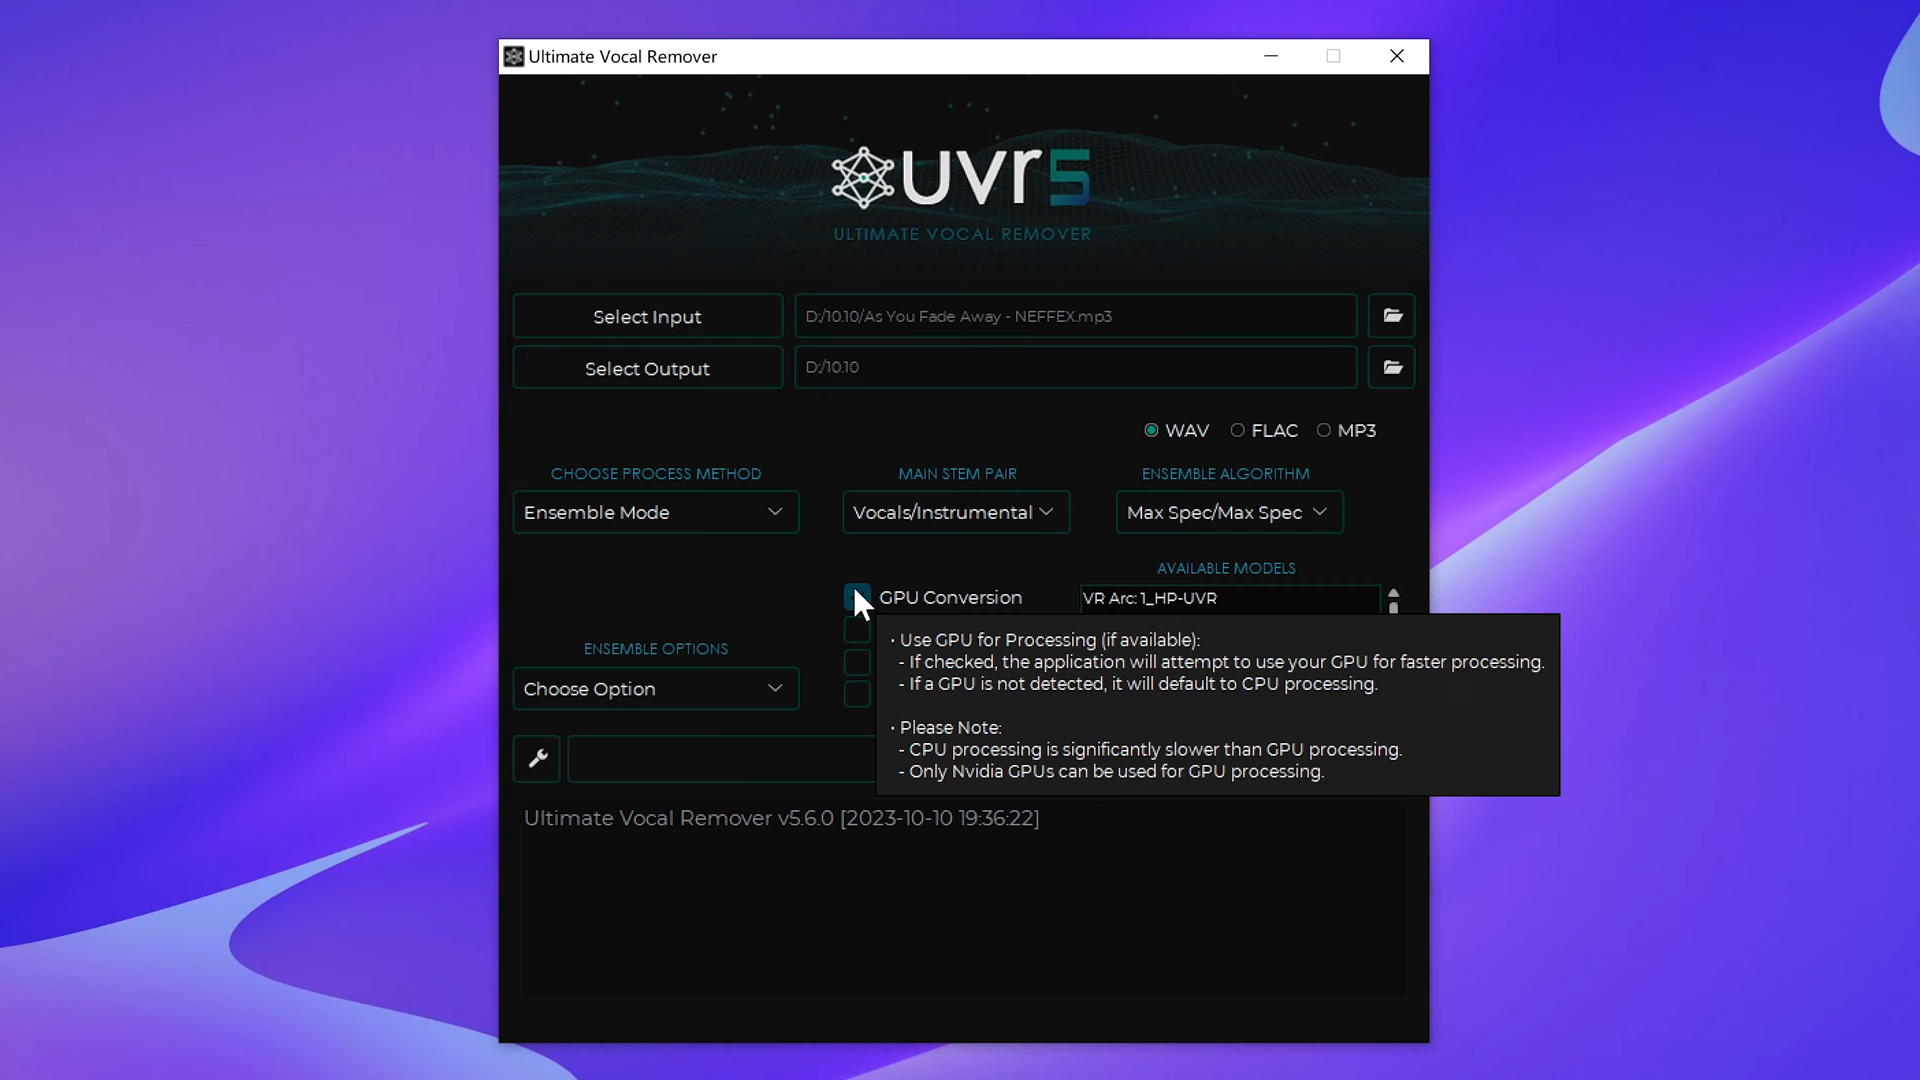 Ultimate Vocal Remover
uvr5
ULTIMATE VOCAL REMOVER
Select Input
D:/10.10/As You Fade Away - NEFFEX.mp3
Select Output
D:/10.10
WAV FLAC MP3
CHOOSE PROCESS METHOD
MAIN STEM PAIR
ENSEMBLE ALGORITHM
Ensemble Mode
Vocals/Instrumental
Max Spec/Max Spec
AVAILABLE MODELS
GPU Conversion
VR Arc: 1_HP-UVR
ENSEMBLE OPTIONS
Choose Option
· Use GPU for Processing (if available):
- If checked, the application will attempt to use your GPU for faster processing.
- If a GPU is not detected, it will default to CPU processing.
· Please Note:
- CPU processing is significantly slower than GPU processing.
- Only Nvidia GPUs can be used for GPU processing.
Ultimate Vocal Remover v5.6.0 [2023-10-10 19:36:22]